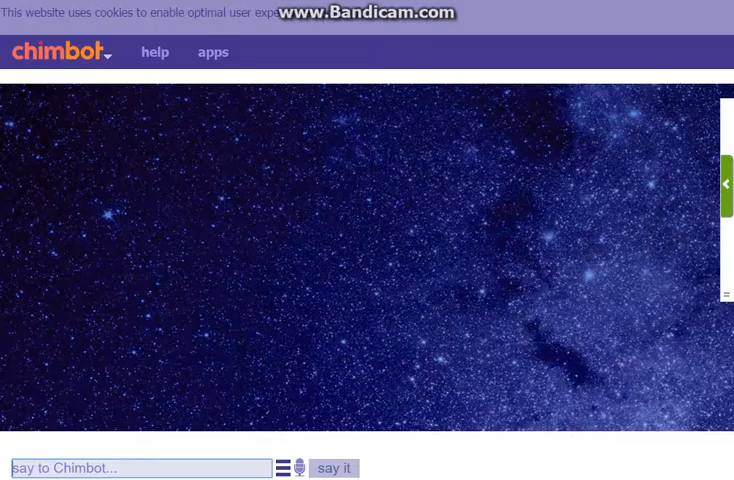 This website uses cookies to enable optimal user expe
www.Bandicam.com
chimbot
help
apps
say to Chimbot...
say it